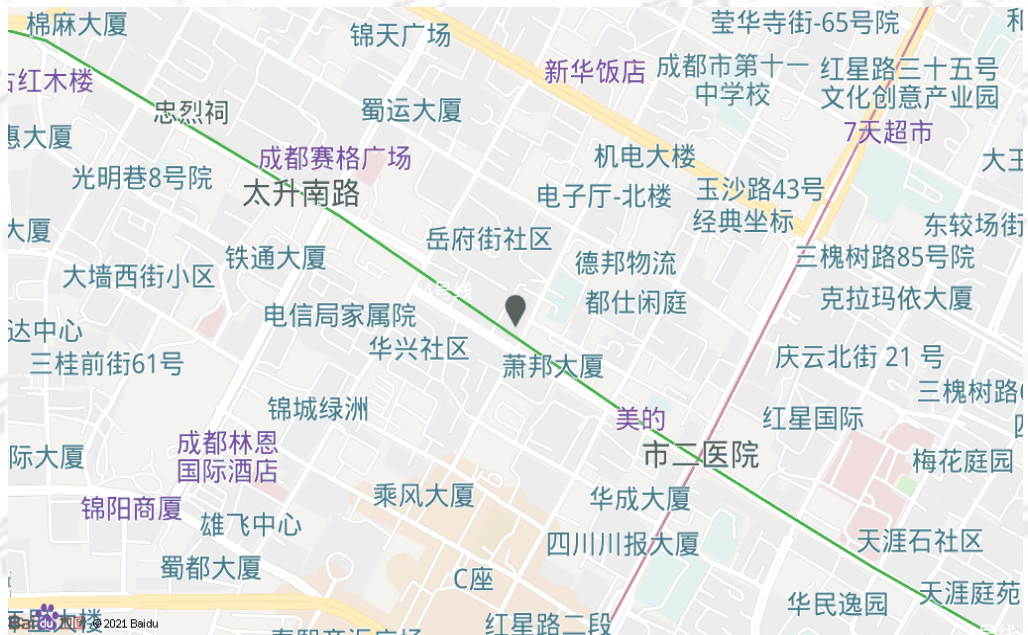 棉麻大厦
锦天广场
莹华寺街-65号院
和
古红木楼
新华饭店
成都市第十一
中学校
红星路三十五号
文化创意产业园
忠烈祠
蜀运大厦
7天超市
惠大厦
机电大楼
大王
成都赛格广场
光明巷8号院
太升南路
电子厅-北楼
玉沙路43号
经典坐标
大厦
岳府街社区
东较场街
铁通大厦
德邦物流
三槐树路85号院
大墙西街小区
都仕闲庭
克拉玛依大厦
电信局家属院
达中心
华兴社区
三桂前街61号
萧邦大厦
庆云北街 21 号
三槐树路6
锦城绿洲
美的
红星国际
四
成都林恩
国际酒店
市二医院
际大厦
梅花庭园
乘风大厦
华成大厦
锦阳商厦
雄飞中心
四川川报大厦
天涯石社区
蜀都大厦
C座
天涯庭苑
华民逸园
大楼
红星路二段
Bai du 地图 © 2021 Baidu